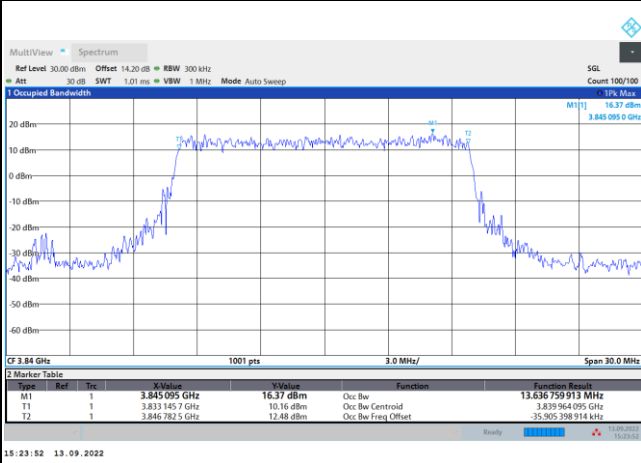 MultiView Spectrum
Ref Level 30.00 dBm Offset 14.20 dB RBW 300 kHz SGL
Att 30 dB SWT 1.01 ms VBW 1 MHz Mode Auto Sweep Count 100/100
1 Occupied Bandwidth 1Pk Max
M1[1] 16.37 dBm
3.845 095 0 GHz
20 dBm
M1
T1
T2
10 dBm
0 dBm
-10 dBm
-20 dBm
-30 dBm
-40 dBm
-50 dBm
-60 dBm
CF 3.84 GHz 1001 pts 3.0 MHz/ Span 30.0 MHz
2 Marker Table
Type Ref Trc X-Value Y-Value Function Function Result
M1 1 3.845 095 GHz 16.37 dBm Occ Bw 13.636 759 913 MHz
T1 1 3.833 145 7 GHz 10.16 dBm Occ Bw Centroid 3.839 964 095 GHz
T2 1 3.846 782 5 GHz 12.48 dBm Occ Bw Freq Offset -35.905 398 914 kHz
Ready 13.09.2022
15:23:52
15:23:52 13.09.2022